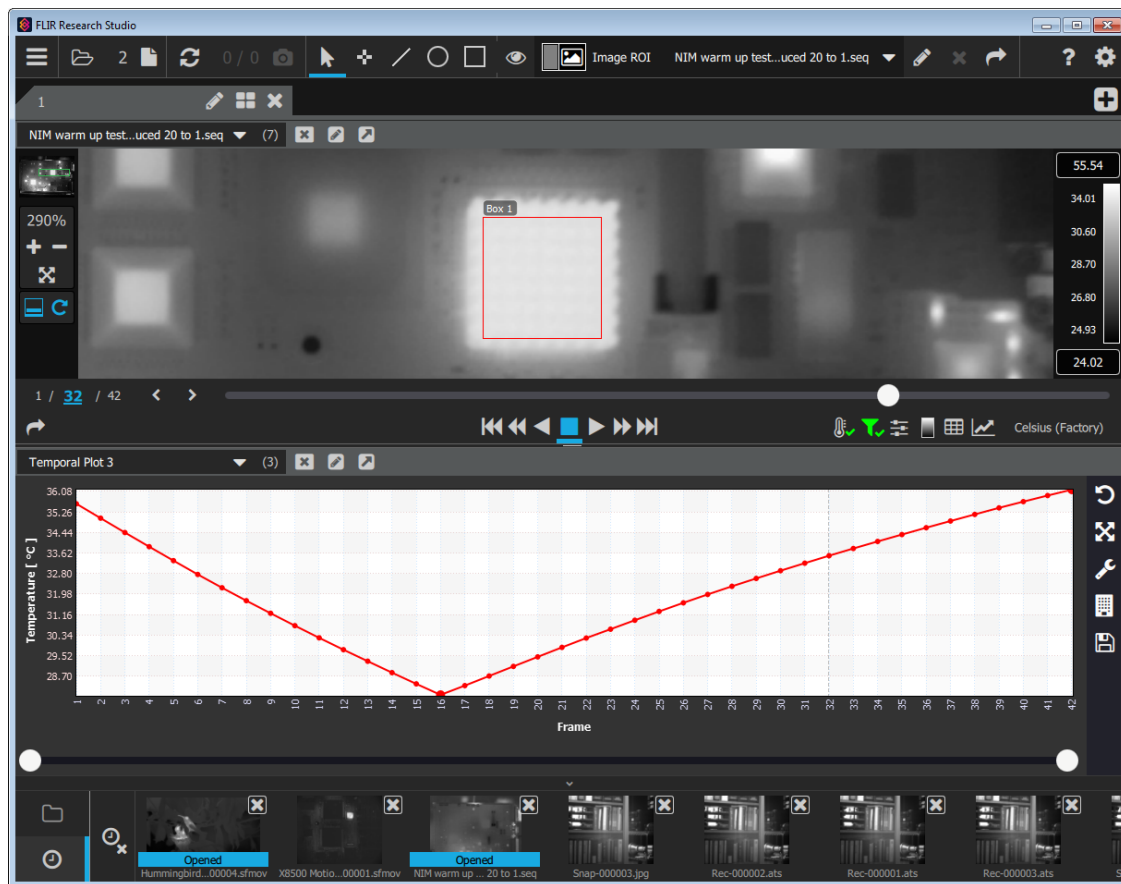 FLIR Research Studio
2 0 / 0 Image ROI NIM warm up test...uced 20 to 1.seq ?
1
NIM warm up test...uced 20 to 1.seq (7)
290%
Box 1
55.54
34.01
30.60
28.70
26.80
24.93
24.02
1 / 32 / 42
Celsius (Factory)
Temporal Plot 3 (3)
Temperature [ °C ]
36.08
35.26
34.44
33.62
32.80
31.98
31.16
30.34
29.52
28.70
1 2 3 4 5 6 7 8 9 10 11 12 13 14 15 16 17 18 19 20 21 22 23 24 25 26 27 28 29 30 31 32 33 34 35 36 37 38 39 40 41 42
Frame
Opened Opened
Hummingbird...00004.sfmov X8500 Motio...00001.sfmov NIM warm up ... 20 to 1.seq Snap-000003.jpg Rec-000002.ats Rec-000001.ats Rec-000003.ats S